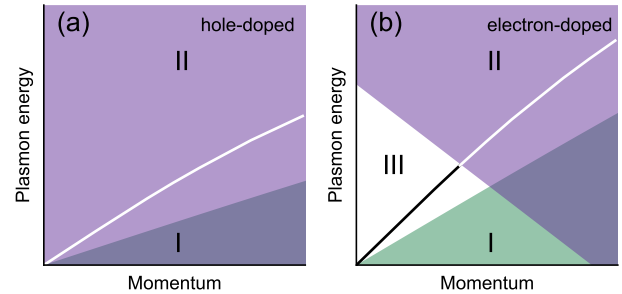 (a)
hole-doped
II
I
Plasmon energy
Momentum
(b)
electron-doped
II
III
I
Plasmon energy
Momentum